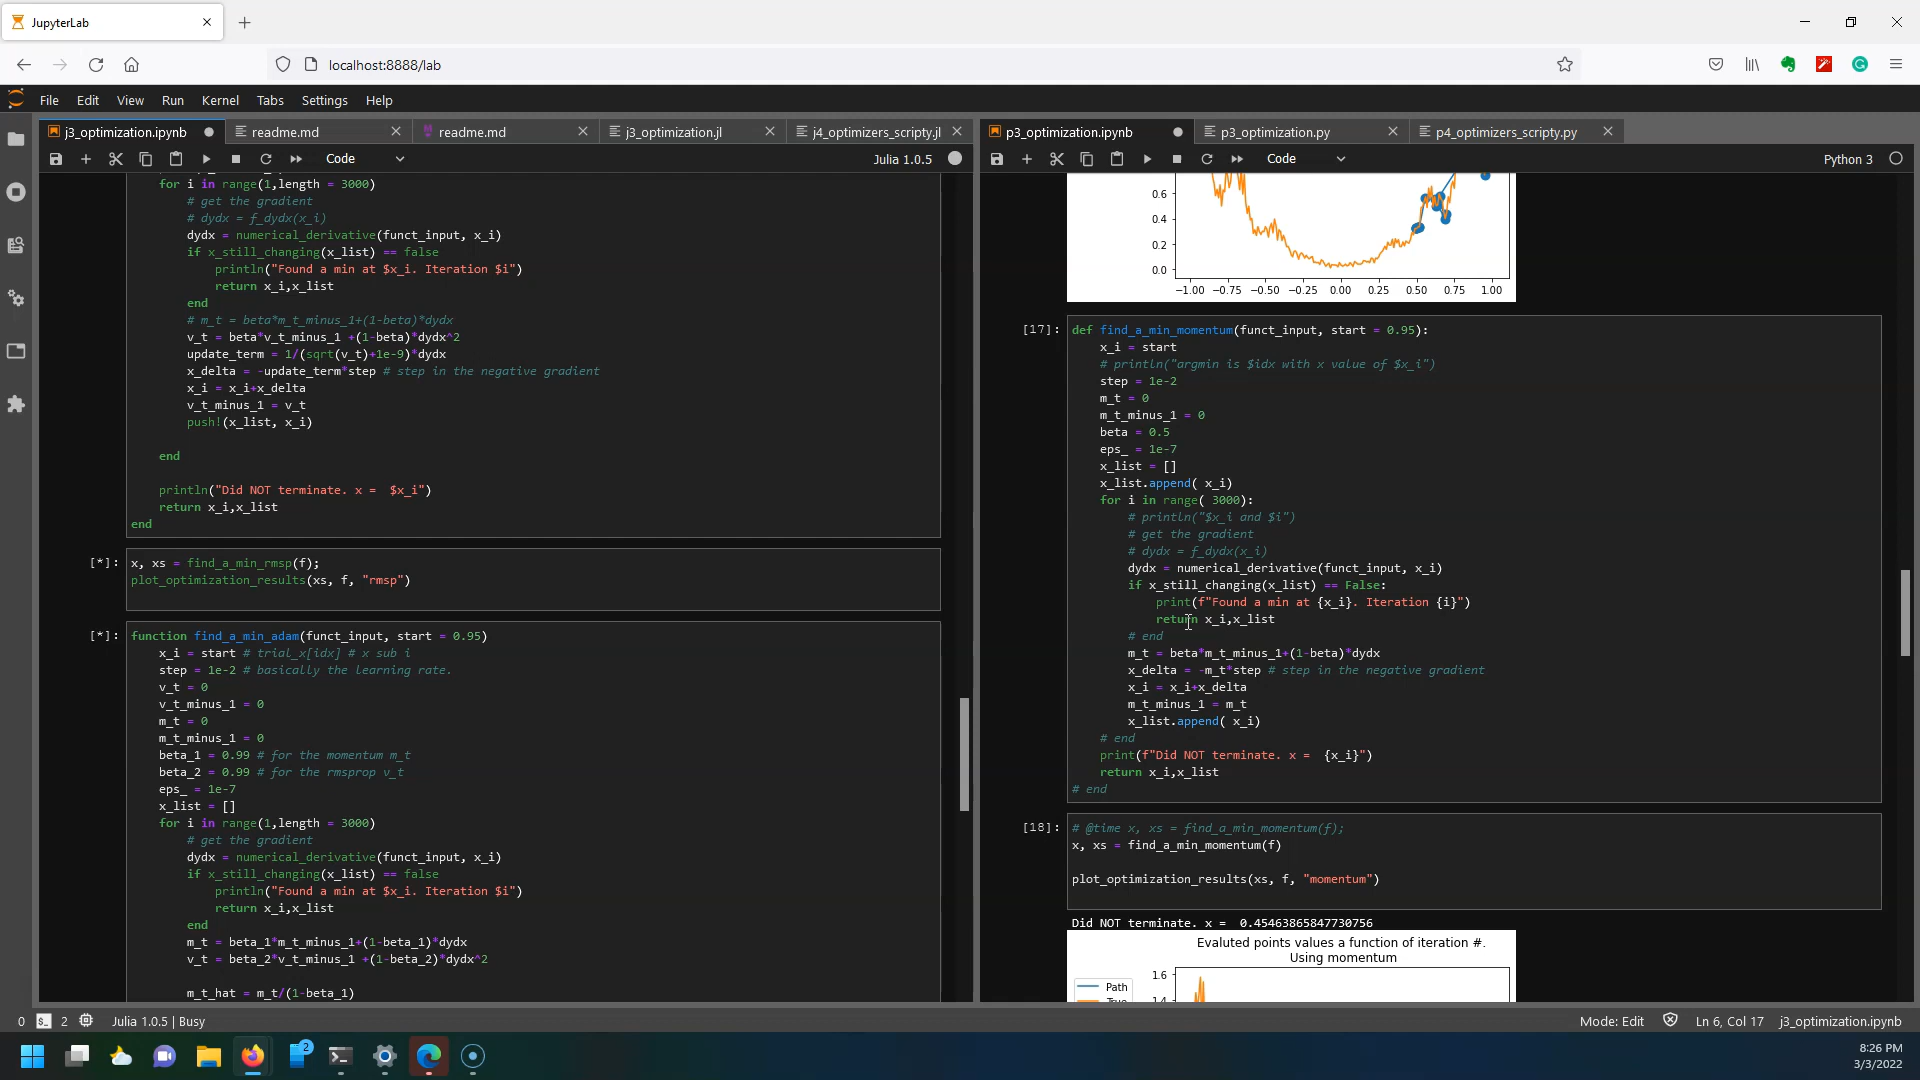 JupyterLab
localhost:8888/lab
File Edit View Run Kernel Tabs Settings Help
j3_optimization.ipynb
readme.md
readme.md
j3_optimization.jl
j4_optimizers_scripty.jl
p3_optimization.ipynb
p3_optimization.py
p4_optimizers_scripty.py
Code
Julia 1.0.5
Code
Python 3
for i in range(1,length = 3000)
# get the gradient
# dydx = f_dydx(x_i)
dydx = numerical_derivative(funct_input, x_i)
if x_still_changing(x_list) == false
println("Found a min at $x_i. Iteration $i")
return x_i,x_list
end
# m_t = beta*m_t_minus_1+(1-beta)*dydx
v_t = beta*v_t_minus_1 +(1-beta)*dydx^2
update_term = 1/(sqrt(v_t)+1e-9)*dydx
x_delta = -update_term*step # step in the negative gradient
x_i = x_i+x_delta
v_t_minus_1 = v_t
push!(x_list, x_i)
end
println("Did NOT terminate. x =  $x_i")
return x_i,x_list
end
[*]:
x, xs = find_a_min_rmsp(f);
plot_optimization_results(xs, f, "rmsp")
[*]:
function find_a_min_adam(funct_input, start = 0.95)
x_i = start # trial_x[idx] # x sub i
step = 1e-2 # basically the learning rate.
v_t = 0
v_t_minus_1 = 0
m_t = 0
m_t_minus_1 = 0
beta_1 = 0.99 # for the momentum m_t
beta_2 = 0.99 # for the rmsprop v_t
eps_ = 1e-7
x_list = []
for i in range(1,length = 3000)
# get the gradient
dydx = numerical_derivative(funct_input, x_i)
if x_still_changing(x_list) == false
println("Found a min at $x_i. Iteration $i")
return x_i,x_list
end
m_t = beta_1*m_t_minus_1+(1-beta_1)*dydx
v_t = beta_2*v_t_minus_1 +(1-beta_2)*dydx^2
m_t_hat = m_t/(1-beta_1)
0.6
0.4
0.2
0.0
−1.00 −0.75 −0.50 −0.25 0.00 0.25 0.50 0.75 1.00
[17]:
def find_a_min_momentum(funct_input, start = 0.95):
x_i = start
# println("argmin is $idx with x value of $x_i")
step = 1e-2
m_t = 0
m_t_minus_1 = 0
beta = 0.5
eps_ = 1e-7
x_list = []
x_list.append( x_i)
for i in range( 3000):
# println("$x_i and $i")
# get the gradient
# dydx = f_dydx(x_i)
dydx = numerical_derivative(funct_input, x_i)
if x_still_changing(x_list) == False:
print(f"Found a min at {x_i}. Iteration {i}")
return x_i,x_list
# end
m_t = beta*m_t_minus_1+(1-beta)*dydx
x_delta = -m_t*step # step in the negative gradient
x_i = x_i+x_delta
m_t_minus_1 = m_t
x_list.append( x_i)
# end
print(f"Did NOT terminate. x =  {x_i}")
return x_i,x_list
# end
[18]:
# @time x, xs = find_a_min_momentum(f);
x, xs = find_a_min_momentum(f)
plot_optimization_results(xs, f, "momentum")
Did NOT terminate. x =  0.45463865847730756
Evaluted points values a function of iteration #.
Using momentum
1.6
Path
0
2
Julia 1.0.5 | Busy
Mode: Edit
Ln 6, Col 17
j3_optimization.ipynb
2
8:26 PM
3/3/2022